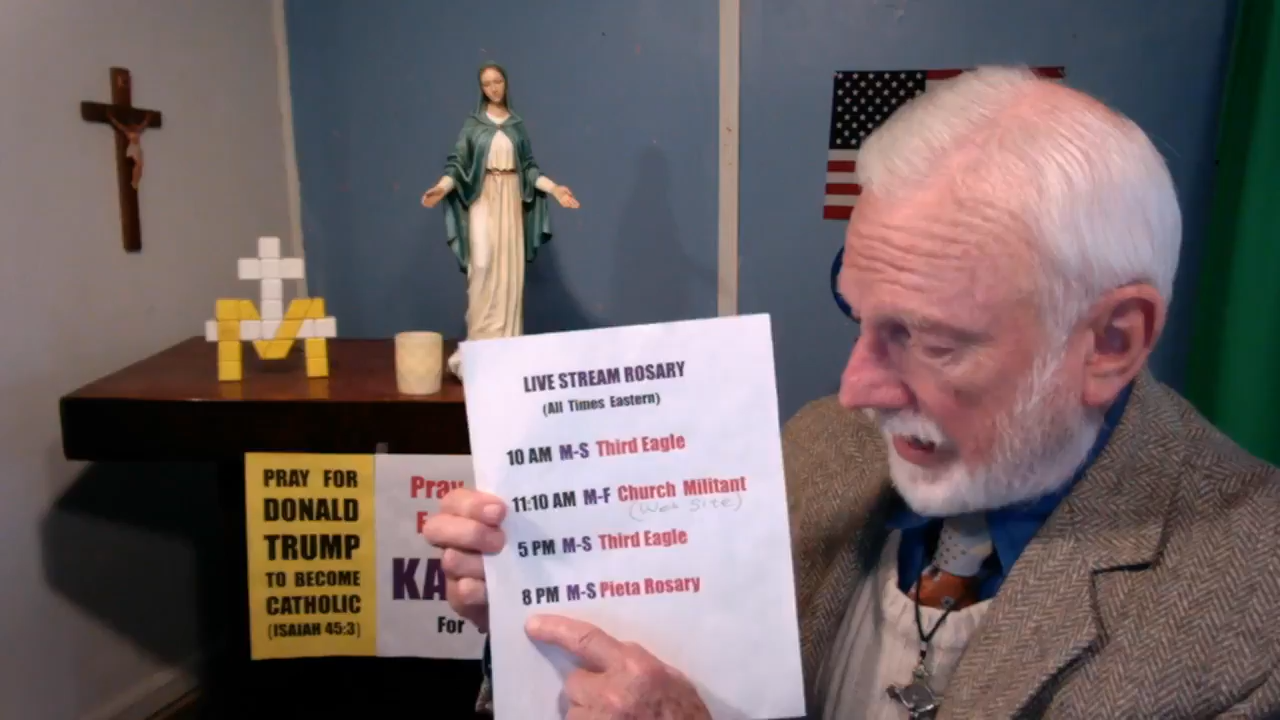 LIVE STREAM ROSARY
(All Times Eastern)
10 AM M-S Third Eagle
11:10 AM M-F Church Militant
(Web Site)
5 PM M-S Third Eagle
8 PM M-S Pieta Rosary
PRAY FOR
DONALD
TRUMP
TO BECOME
CATHOLIC
(ISAIAH 45:3)
Pray
KA
For